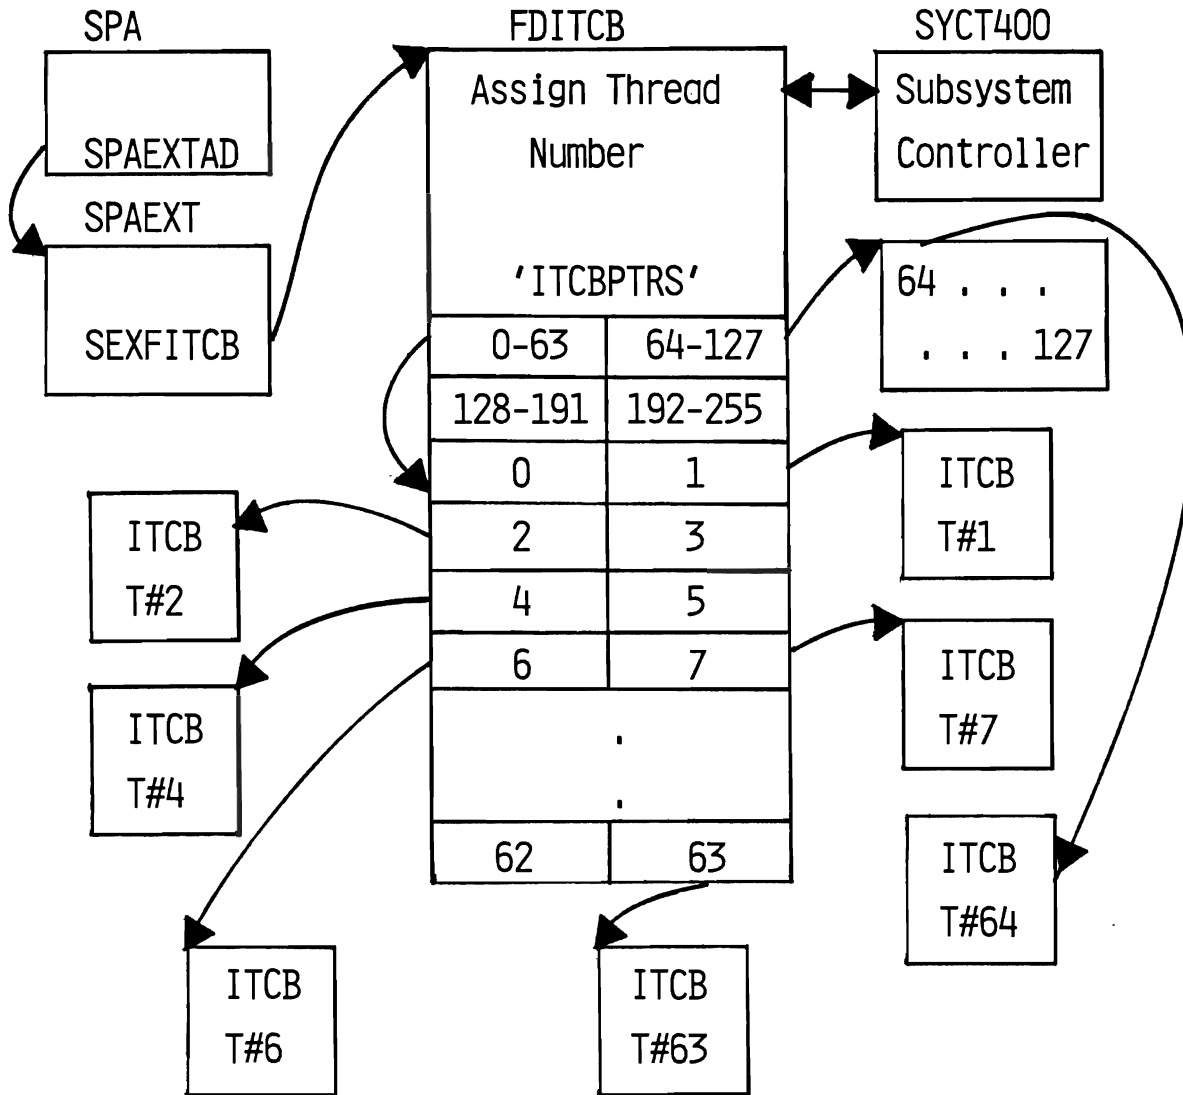 SPA
SPAEXTAD
SPAEXT
SEXFITCB
FDITCB
Assign Thread
Number
'ITCBPTRS'
0-63 64-127
128-191 192-255
0 1
2 3
4 5
6 7
.
.
62 63
SYCT400
Subsystem
Controller
64 . . .
. . . 127
ITCB
T#1
ITCB
T#2
ITCB
T#4
ITCB
T#7
ITCB
T#64
ITCB
T#6
ITCB
T#63